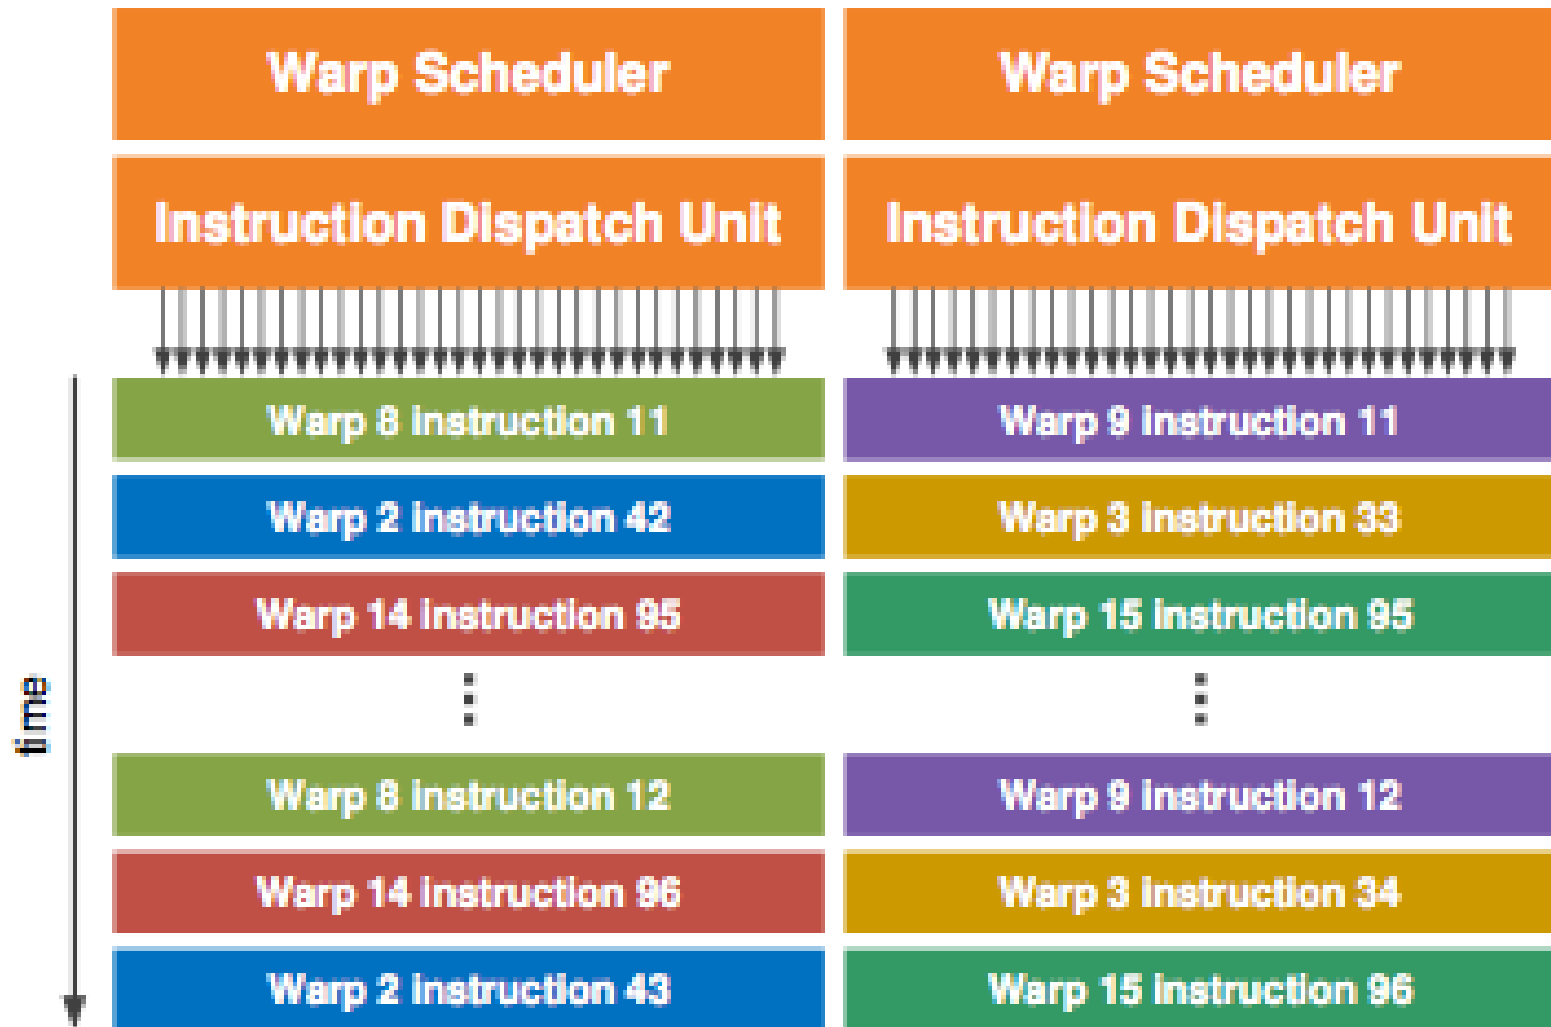 Warp Scheduler
Warp Scheduler
Instruction Dispatch Unit
Instruction Dispatch Unit
Warp 8 instruction 11
Warp 9 instruction 11
Warp 2 instruction 42
Warp 3 instruction 33
Warp 14 instruction 95
Warp 15 instruction 95
time
Warp 8 instruction 12
Warp 9 instruction 12
Warp 14 instruction 96
Warp 3 instruction 34
Warp 2 instruction 43
Warp 15 instruction 96